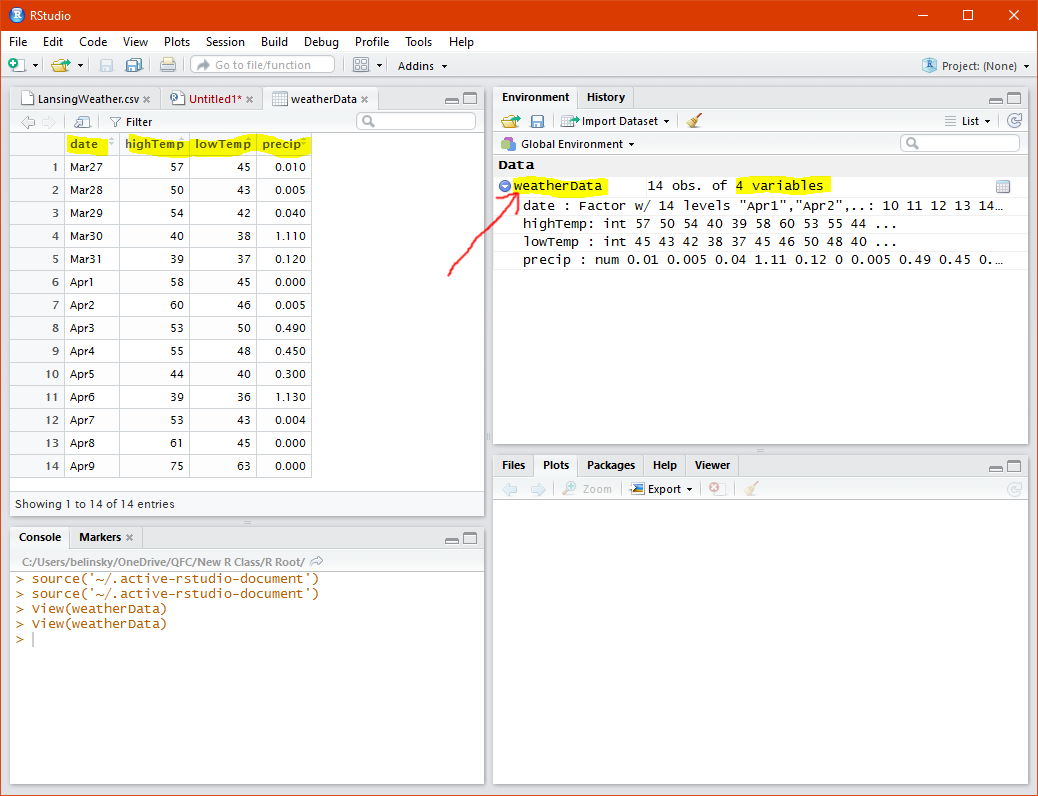 RStudio
File Edit Code View Plots Session Build Debug Profile Tools Help
Go to file/function Addins Project: (None)
LansingWeather.csv Untitled1* weatherData
Filter
date highTemp lowTemp precip
1 Mar27 57 45 0.010
2 Mar28 50 43 0.005
3 Mar29 54 42 0.040
4 Mar30 40 38 1.110
5 Mar31 39 37 0.120
6 Apr1 58 45 0.000
7 Apr2 60 46 0.005
8 Apr3 53 50 0.490
9 Apr4 55 48 0.450
10 Apr5 44 40 0.300
11 Apr6 39 36 1.130
12 Apr7 53 43 0.004
13 Apr8 61 45 0.000
14 Apr9 75 63 0.000
Showing 1 to 14 of 14 entries
Console Markers
C:/Users/belinsky/OneDrive/QFC/New R Class/R Root/
> source('~/.active-rstudio-document')
> source('~/.active-rstudio-document')
> View(weatherData)
> View(weatherData)
>
Environment History
Import Dataset List
Global Environment
Data
weatherData 14 obs. of 4 variables
date : Factor w/ 14 levels "Apr1","Apr2",..: 10 11 12 13 14…
highTemp: int 57 50 54 40 39 58 60 53 55 44 ...
lowTemp : int 45 43 42 38 37 45 46 50 48 40 ...
precip : num 0.01 0.005 0.04 1.11 0.12 0 0.005 0.49 0.45 0.…
Files Plots Packages Help Viewer
Zoom Export